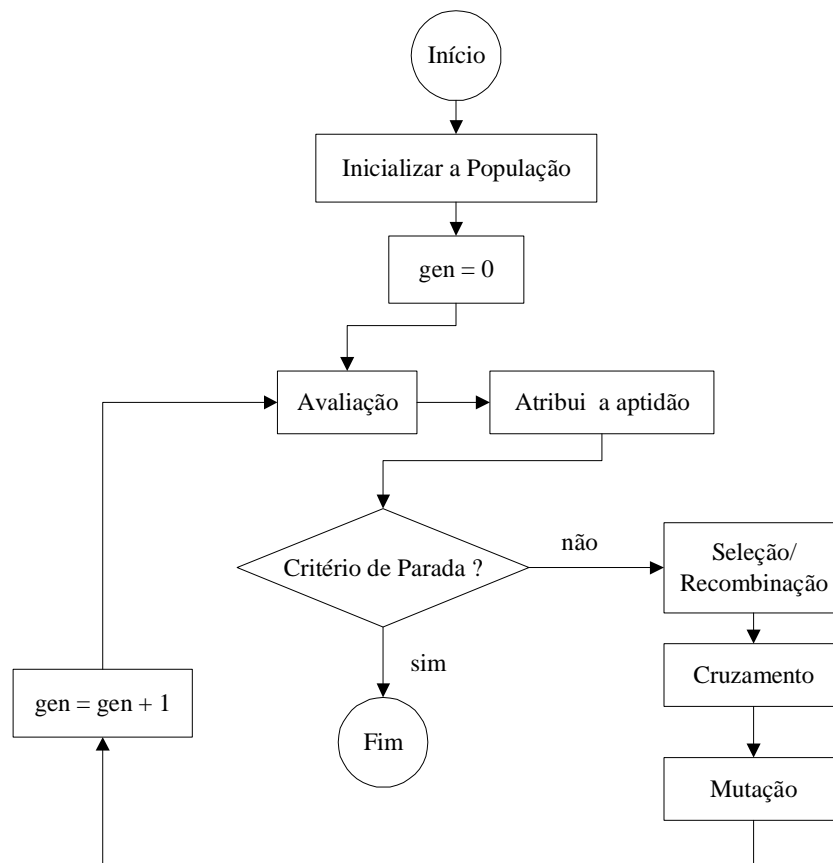 Início
Inicializar a População
gen = 0
Avaliação
Atribui a aptidão
Critério de Parada ?
não
Seleção/
Recombinação
sim
Cruzamento
gen = gen + 1
Fim
Mutação